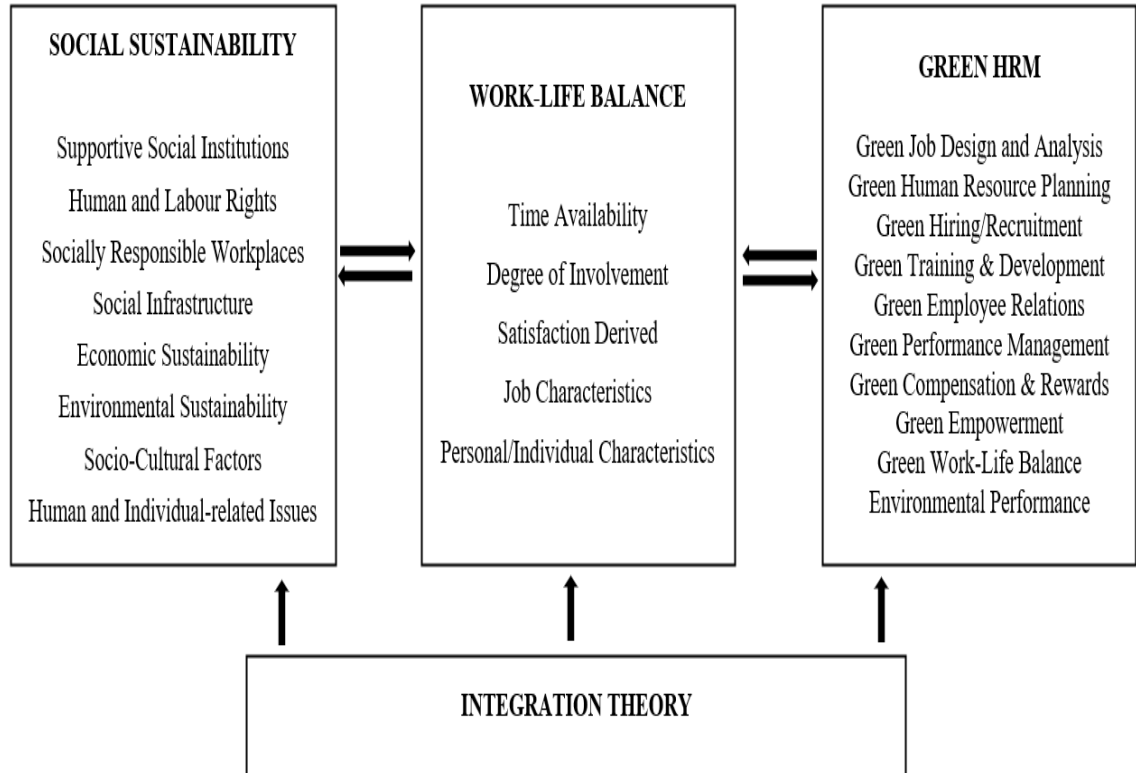 SOCIAL SUSTAINABILITY
Supportive Social Institutions
Human and Labour Rights
Socially Responsible Workplaces
Social Infrastructure
Economic Sustainability
Environmental Sustainability
Socio-Cultural Factors
Human and Individual-related Issues
WORK-LIFE BALANCE
Time Availability
Degree of Involvement
Satisfaction Derived
Job Characteristics
Personal/Individual Characteristics
GREEN HRM
Green Job Design and Analysis
Green Human Resource Planning
Green Hiring/Recruitment
Green Training & Development
Green Employee Relations
Green Performance Management
Green Compensation & Rewards
Green Empowerment
Green Work-Life Balance
Environmental Performance
INTEGRATION THEORY